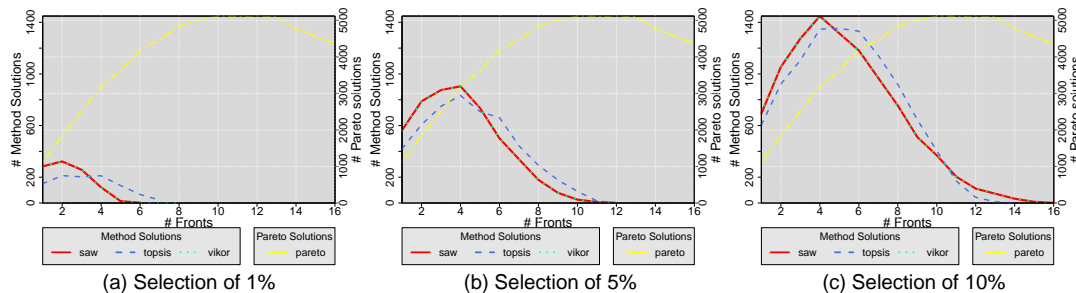 # Method Solutions
0 200 600 1000 1400
0 1000 2000 3000 4000 5000
# Pareto Solutions
2 4 6 8 10 12 14 16
# Fronts
Method Solutions
saw topsis vikor
Pareto Solutions
pareto
(a) Selection of 1%
# Method Solutions
0 200 600 1000 1400
0 1000 2000 3000 4000 5000
# Pareto Solutions
2 4 6 8 10 12 14 16
# Fronts
Method Solutions
saw topsis vikor
Pareto Solutions
pareto
(b) Selection of 5%
# Method Solutions
0 200 600 1000 1400
0 1000 2000 3000 4000 5000
# Pareto Solutions
2 4 6 8 10 12 14 16
# Fronts
Method Solutions
saw topsis vikor
Pareto Solutions
pareto
(c) Selection of 10%